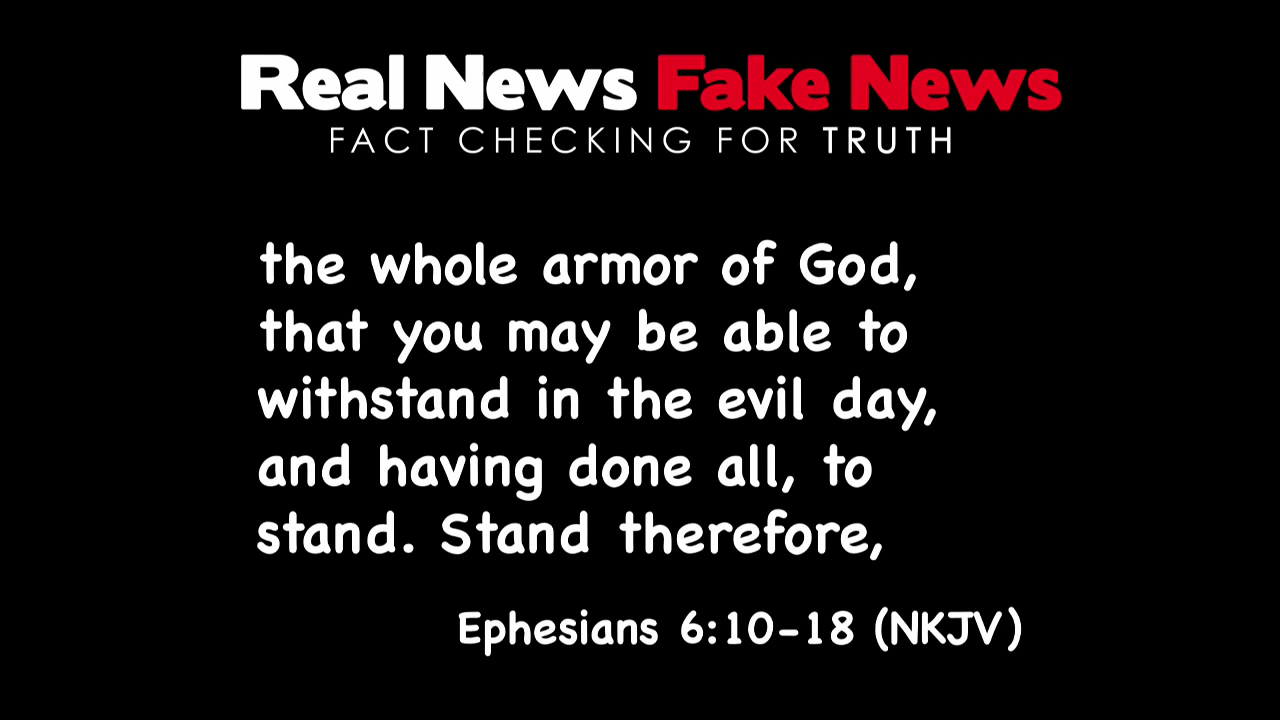 Real News Fake News
FACT CHECKING FOR TRUTH
the whole armor of God,
that you may be able to
withstand in the evil day,
and having done all, to
stand. Stand therefore,
Ephesians 6:10-18 (NKJV)